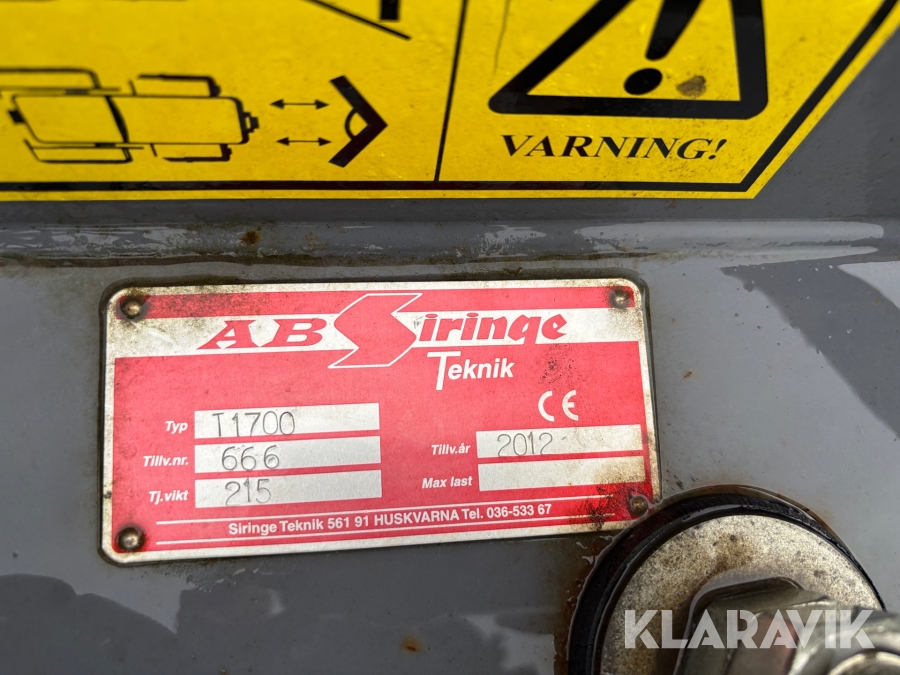 VARNING!
AB Siringe
Teknik
CE
Typ T1700
Tillv.nr. 666
Tillv.år 2012
Tj.vikt 215
Max last
Siringe Teknik 561 91 HUSKVARNA Tel. 036-533 67
KLARAVIK